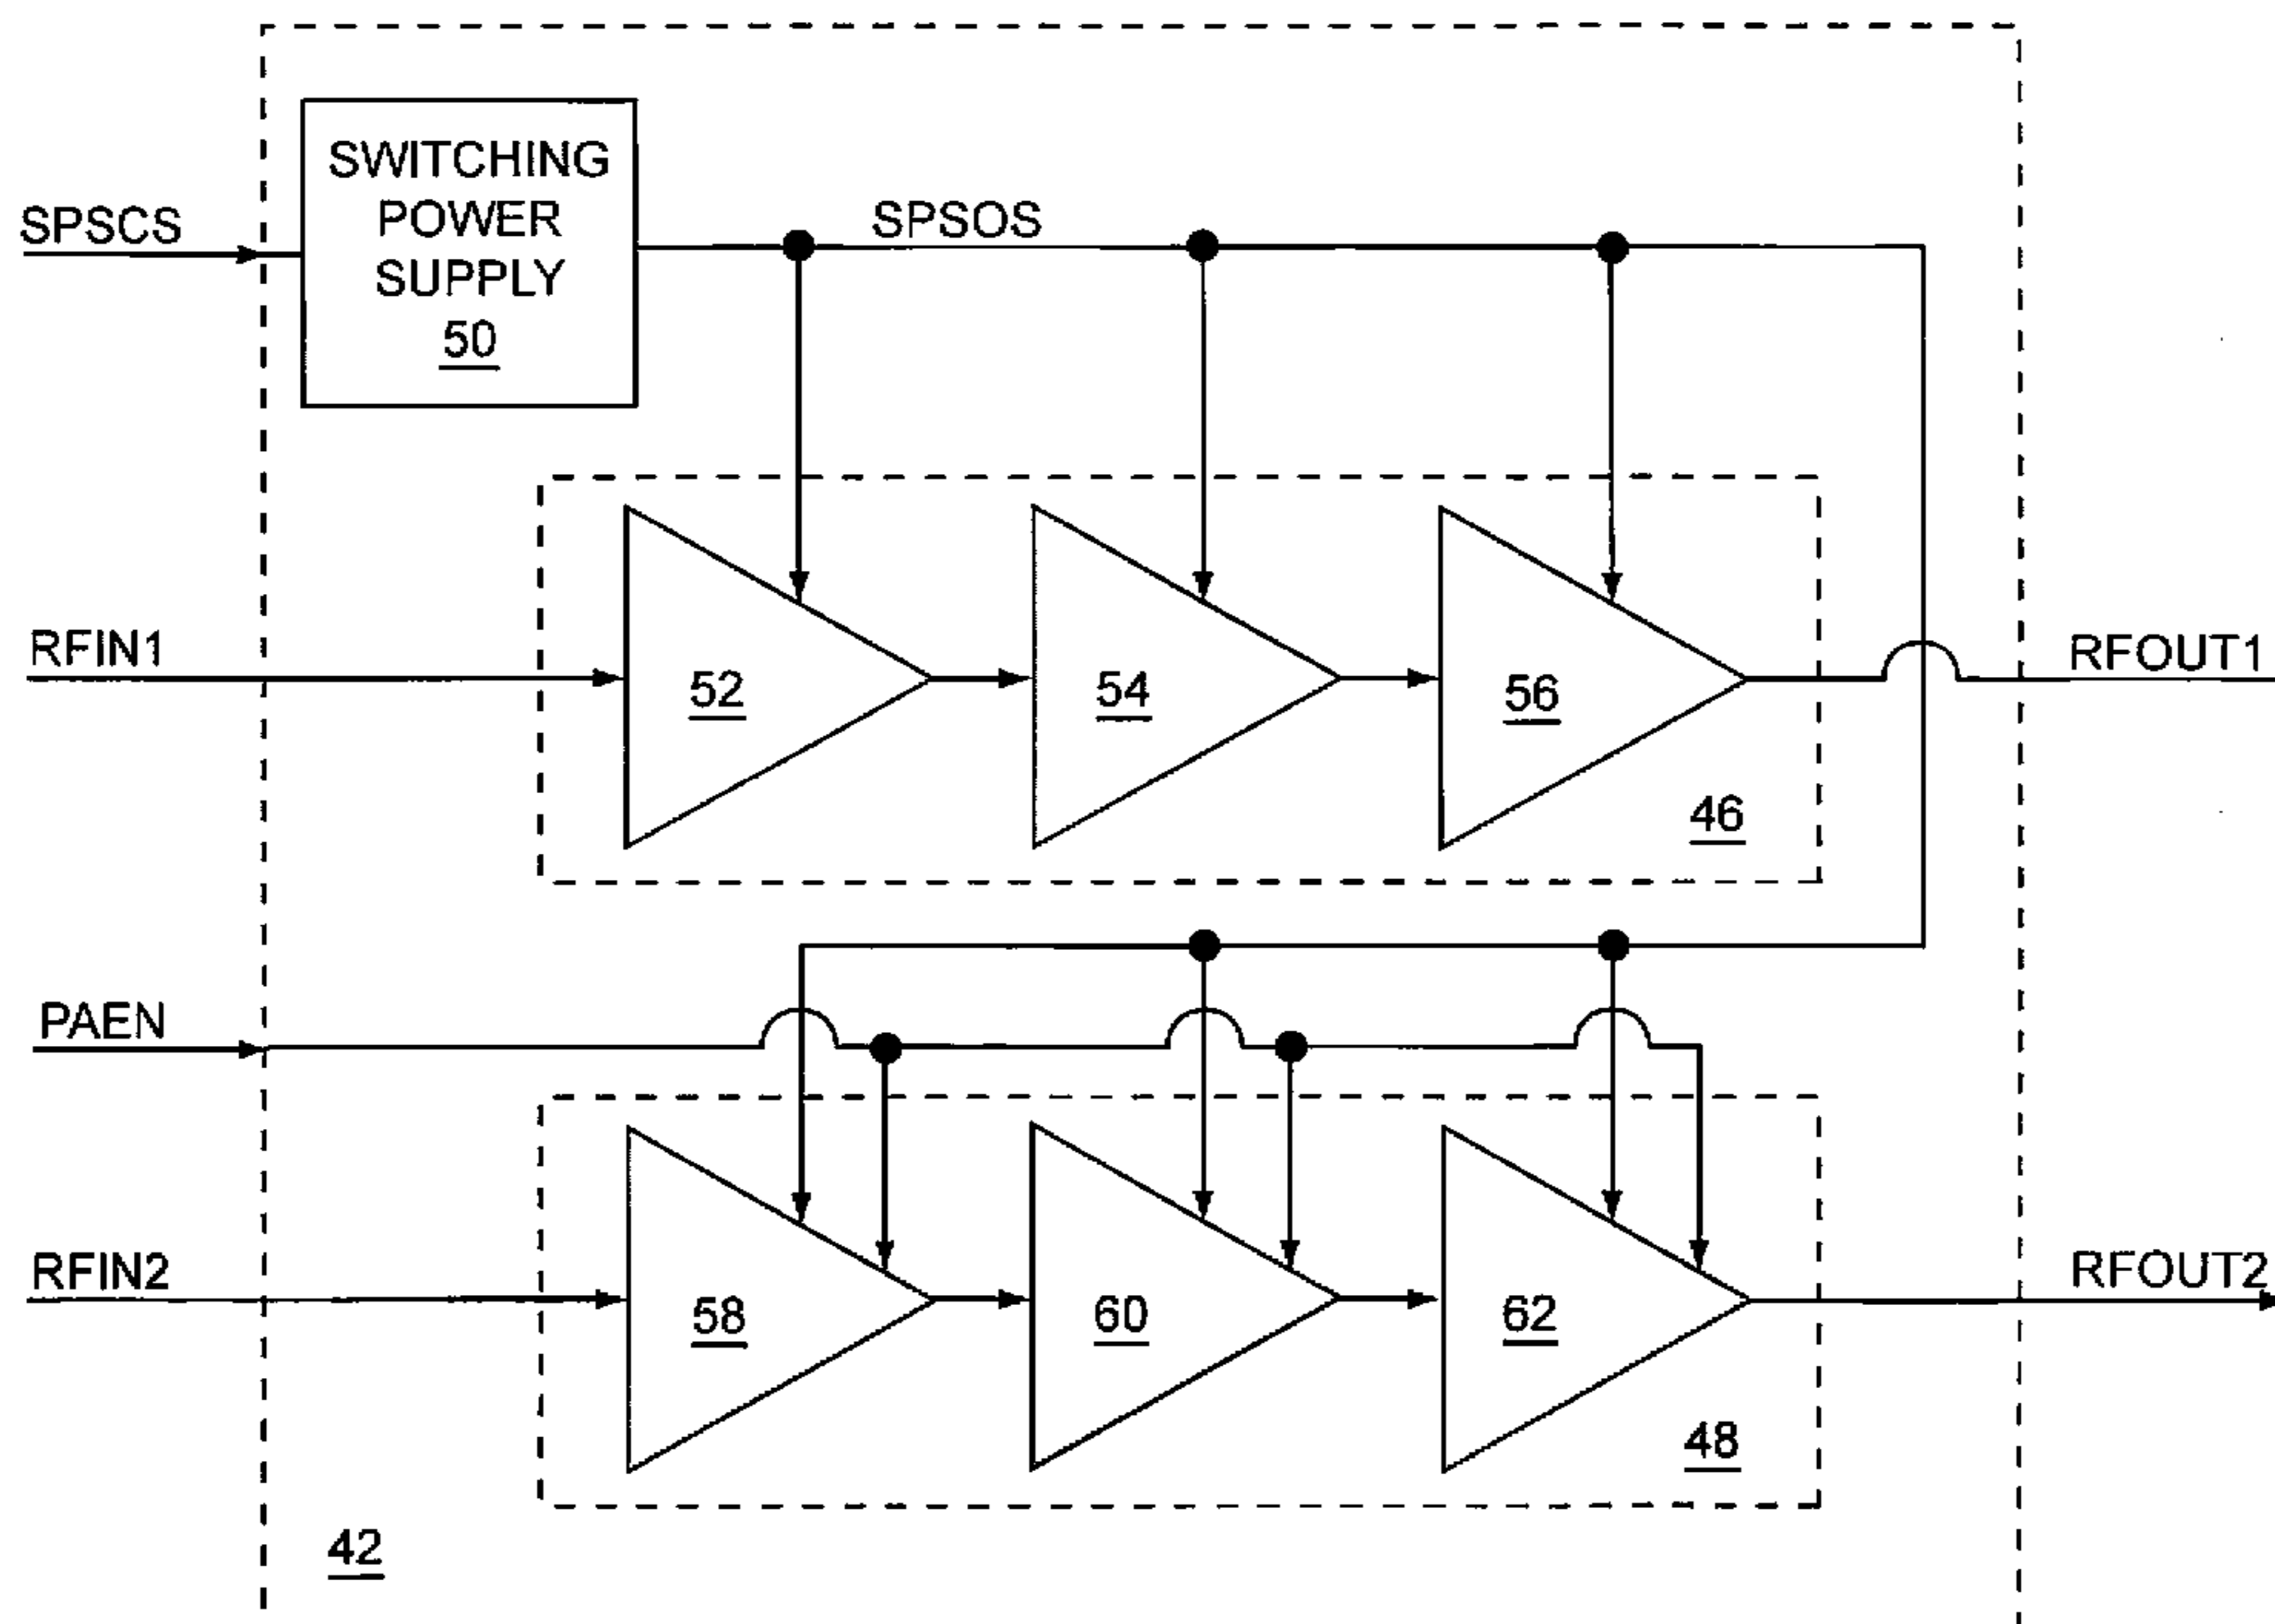 SWITCHING
POWER
SUPPLY
50
SPSCS
SPSOS
RFIN1
52
54
56
RFOUT1
46
PAEN
RFIN2
58
60
62
RFOUT2
48
42